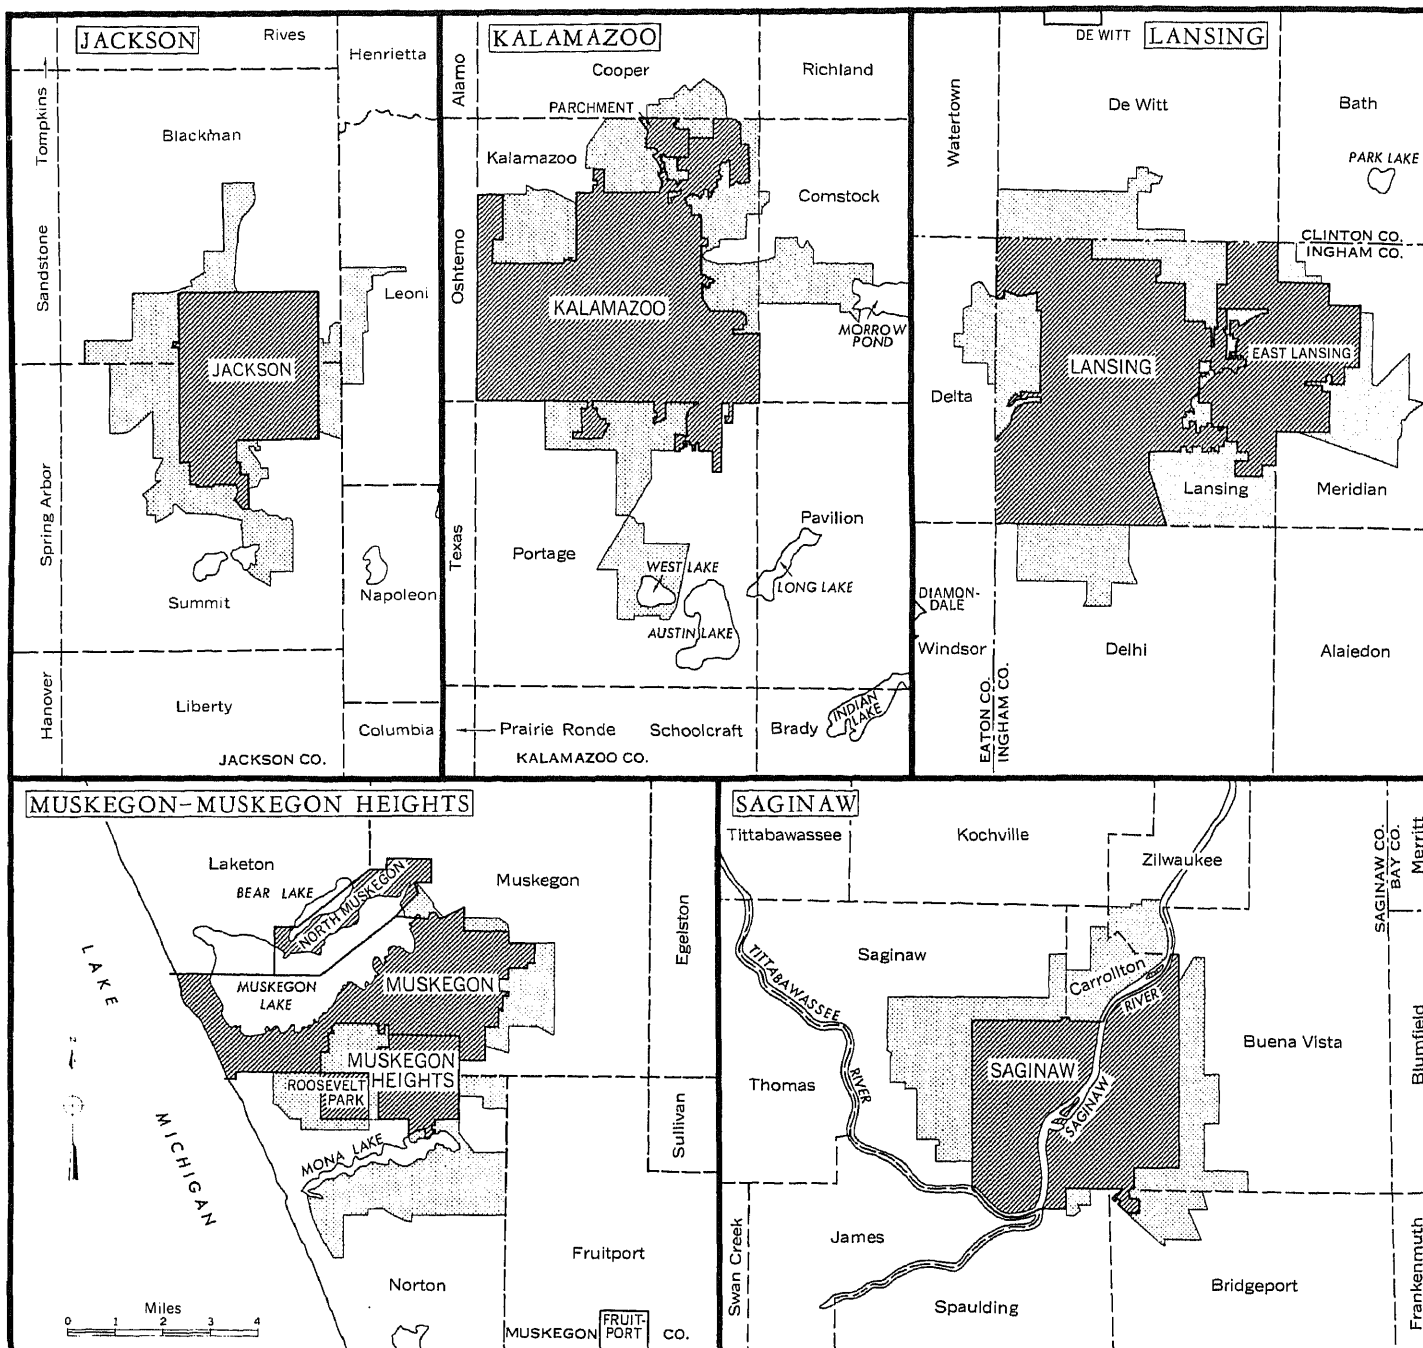 JACKSON
Rives
Henrietta
Tompkins
Blackman
Sandstone
Leoni
JACKSON
Spring Arbor
Summit
Napoleon
Hanover
Liberty
Columbia
JACKSON CO.
KALAMAZOO
Alamo
Cooper
Richland
PARCHMENT
Kalamazoo
Comstock
Oshtemo
KALAMAZOO
MORROW
POND
Texas
Portage
Pavilion
WEST LAKE
LONG LAKE
AUSTIN LAKE
INDIAN
LAKE
Prairie Ronde
Schoolcraft
Brady
KALAMAZOO CO.
DE WITT
LANSING
Watertown
De Witt
Bath
PARK LAKE
CLINTON CO.
INGHAM CO.
LANSING
EAST LANSING
Delta
Lansing
Meridian
DIAMON-
DALE
Windsor
Delhi
Alaiedon
EATON CO.
INGHAM CO.
MUSKEGON-MUSKEGON HEIGHTS
Laketon
BEAR LAKE
NORTH MUSKEGON
Muskegon
Egelston
LAKE
MICHIGAN
MUSKEGON
LAKE
MUSKEGON
MUSKEGON
HEIGHTS
ROOSEVELT
PARK
Sullivan
MONA LAKE
Fruitport
Norton
MUSKEGON CO.
FRUIT-
PORT
Z
Miles
0 1 2 3 4
SAGINAW
Tittabawassee
Kochville
Zilwaukee
SAGINAW CO.
BAY CO.
Merritt
Saginaw
Carrollton
TITTABAWASSEE
RIVER
SAGINAW
RIVER
SAGINAW
Buena Vista
Blumfield
Thomas
Swan Creek
James
Spaulding
Bridgeport
Frankenmuth